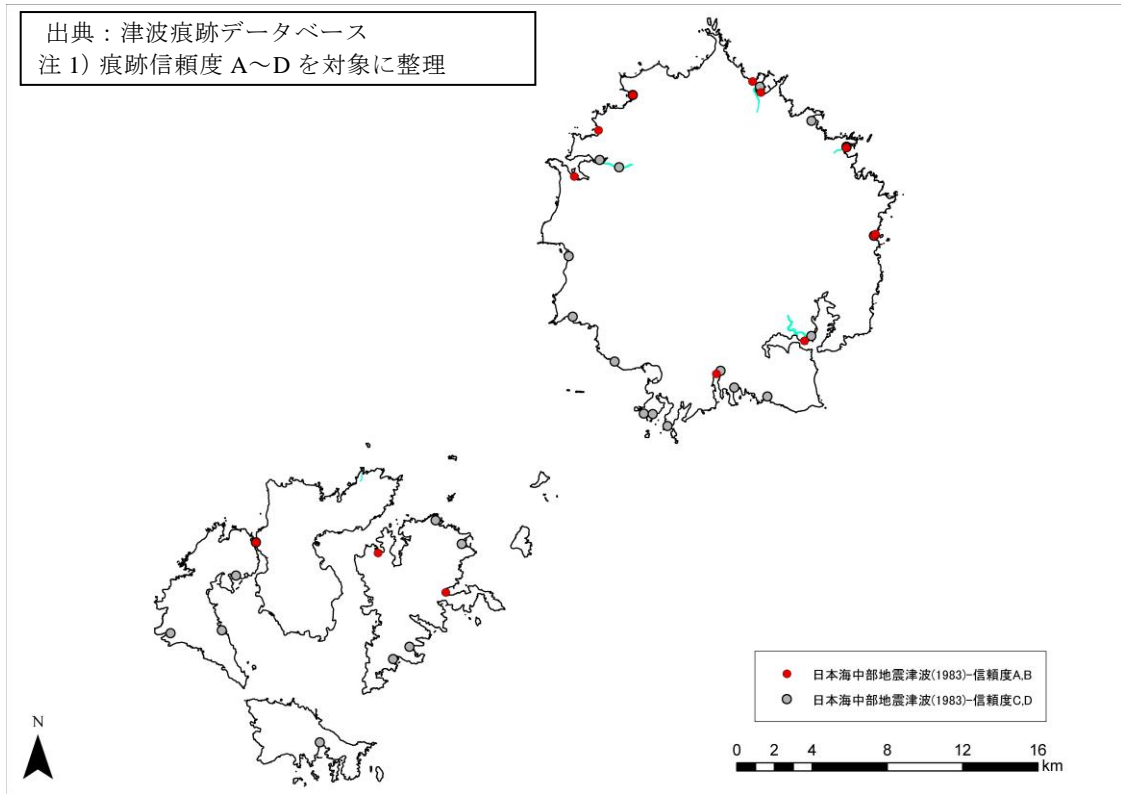 出典：津波痕跡データベース
注 1) 痕跡信頼度 A～D を対象に整理
日本海中部地震津波(1983)-信頼度A,B
日本海中部地震津波(1983)-信頼度C,D
N
0 2 4 8 12 16
km